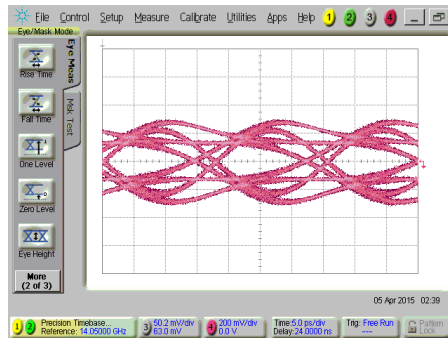 File Control Setup Measure Calibrate Utilities Apps Help 1 2 3 4
Eye/Mask Mode
Eye Meas
Mask Test
Rise Time
Fall Time
One Level
Zero Level
Eye Height
More
(2 of 3)
05 Apr 2015 02:39
1 2 Precision Timebase...
Reference: 14.05000 GHz
3 50.2 mV/div
63.0 mV
4 200 mV/div
0.0 V
Time:5.0 ps/div
Delay:24.0000 ns
Trig: Free Run
---
Pattern
Lock